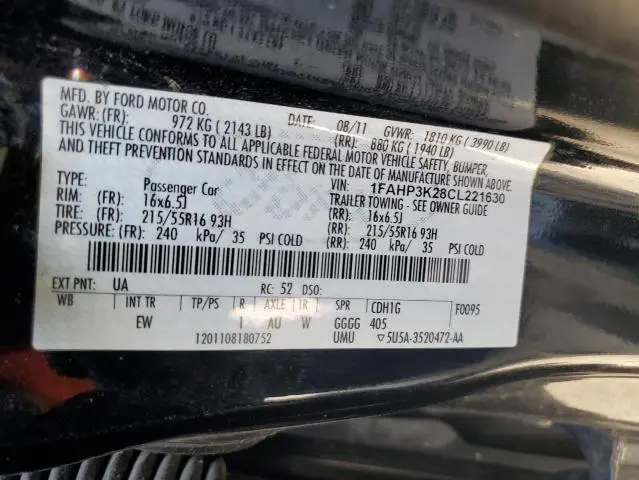 MFD. BY FORD MOTOR CO.
DATE: 08/11 GVWR: 1810 KG ( 3990 LB)
GAWR: (FR): 972 KG ( 2143 LB) (RR): 880 KG ( 1940 LB)
THIS VEHICLE CONFORMS TO ALL APPLICABLE FEDERAL MOTOR VEHICLE SAFETY, BUMPER,
AND THEFT PREVENTION STANDARDS IN EFFECT ON THE DATE OF MANUFACTURE SHOWN ABOVE.
VIN: 1FAHP3K28CL221630
TYPE: Passenger Car TRAILER TOWING - SEE OWNER GUIDE
RIM: (FR): 16x6.5J (RR): 16x6.5J
TIRE: (FR): 215/55R16 93H (RR): 215/55R16 93H
PRESSURE: (FR): 240 kPa/ 35 PSI COLD (RR): 240 kPa/ 35 PSI COLD
EXT PNT: UA RC: 52 DSO:
WB INT TR TP/PS R AXLE TR SPR CDH1G F0095
EW 1 AU W GGGG 405
1201108180752 UMU ▽5U5A-3520472-AA